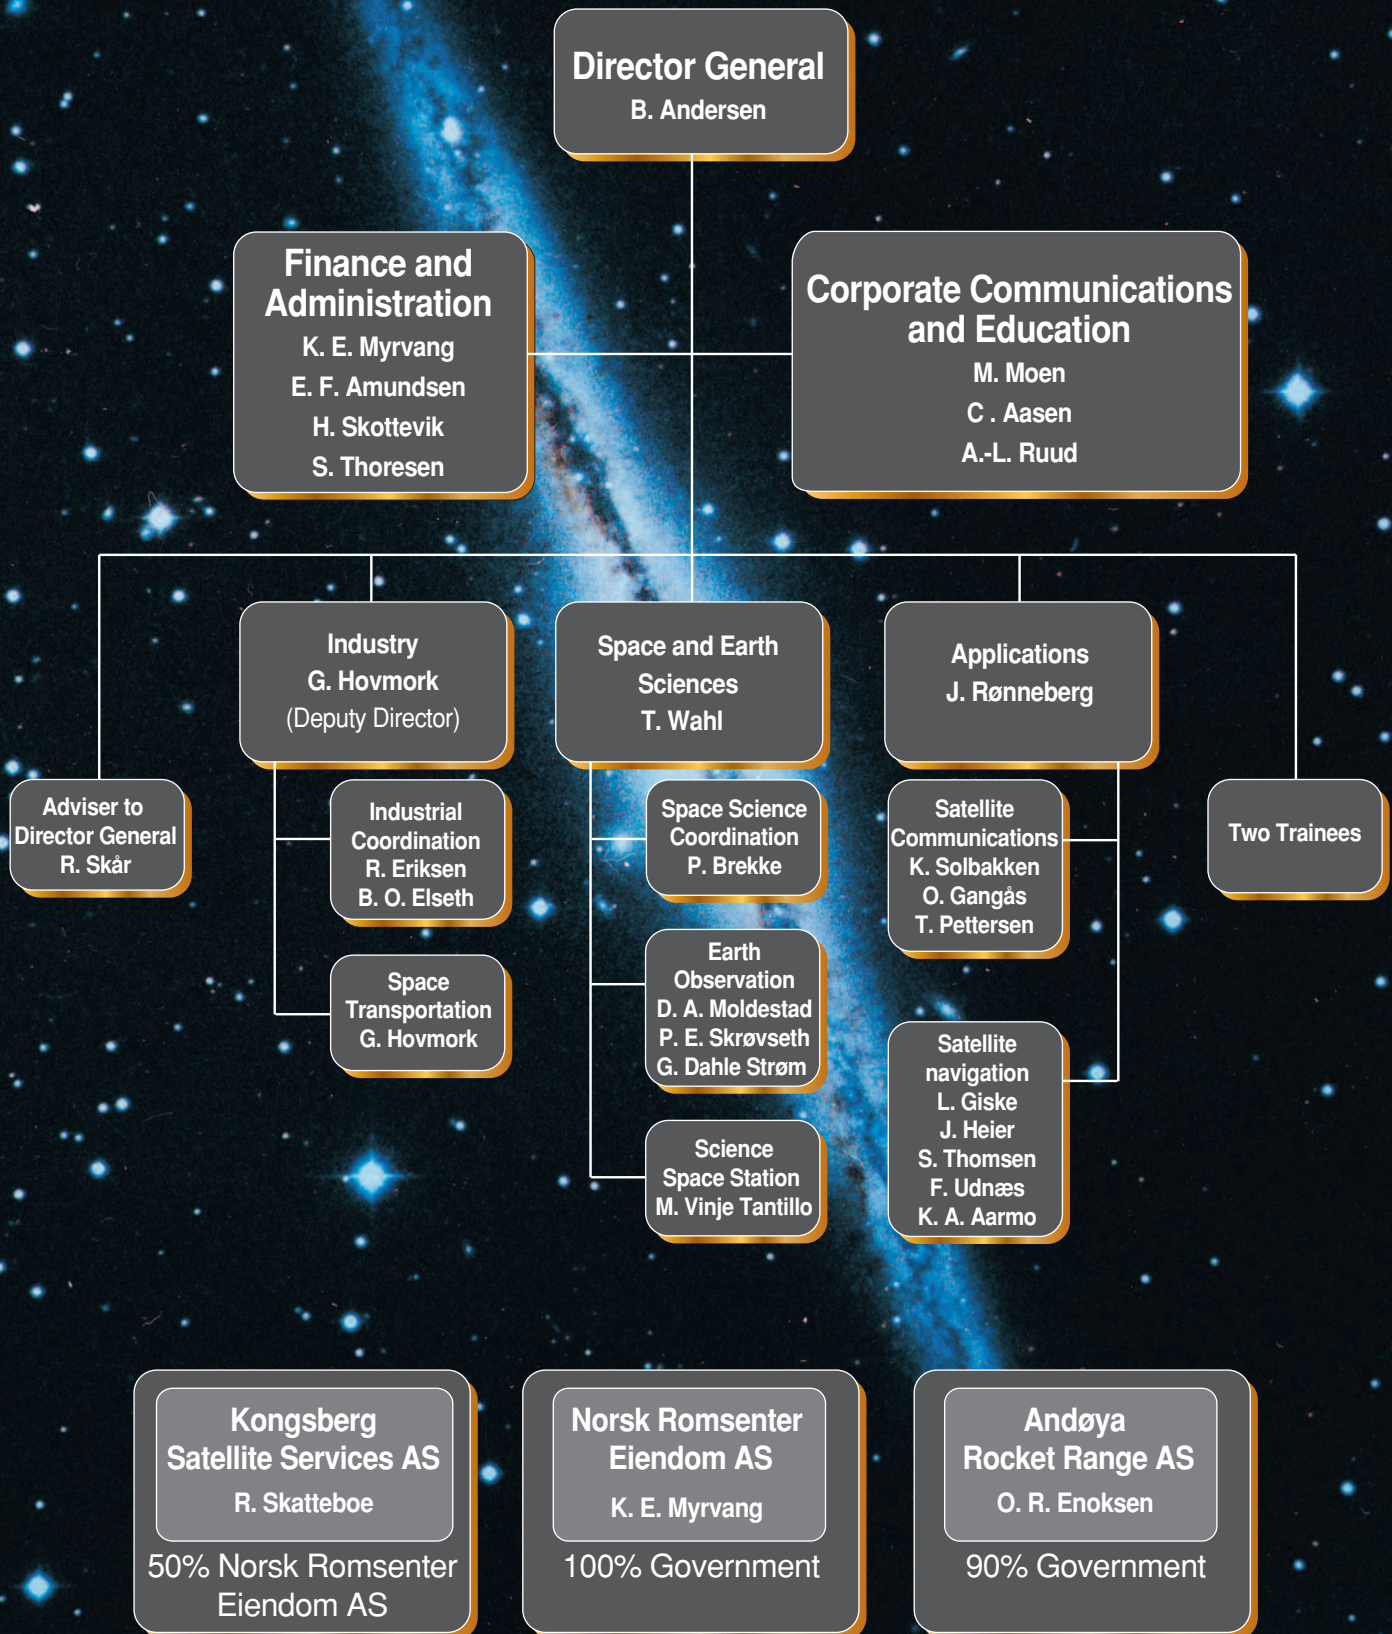 Director General
B. Andersen
Finance and
Administration
K. E. Myrvang
E. F. Amundsen
H. Skottevik
S. Thoresen
Corporate Communications
and Education
M. Moen
C . Aasen
A.-L. Ruud
Industry
G. Hovmork
(Deputy Director)
Space and Earth
Sciences
T. Wahl
Applications
J. Rønneberg
Adviser to
Director General
R. Skår
Industrial
Coordination
R. Eriksen
B. O. Elseth
Space
Transportation
G. Hovmork
Space Science
Coordination
P. Brekke
Earth
Observation
D. A. Moldestad
P. E. Skrøvseth
G. Dahle Strøm
Science
Space Station
M. Vinje Tantillo
Satellite
Communications
K. Solbakken
O. Gangås
T. Pettersen
Satellite
navigation
L. Giske
J. Heier
S. Thomsen
F. Udnæs
K. A. Aarmo
Two Trainees
Kongsberg
Satellite Services AS
R. Skatteboe
50% Norsk Romsenter
Eiendom AS
Norsk Romsenter
Eiendom AS
K. E. Myrvang
100% Government
Andøya
Rocket Range AS
O. R. Enoksen
90% Government